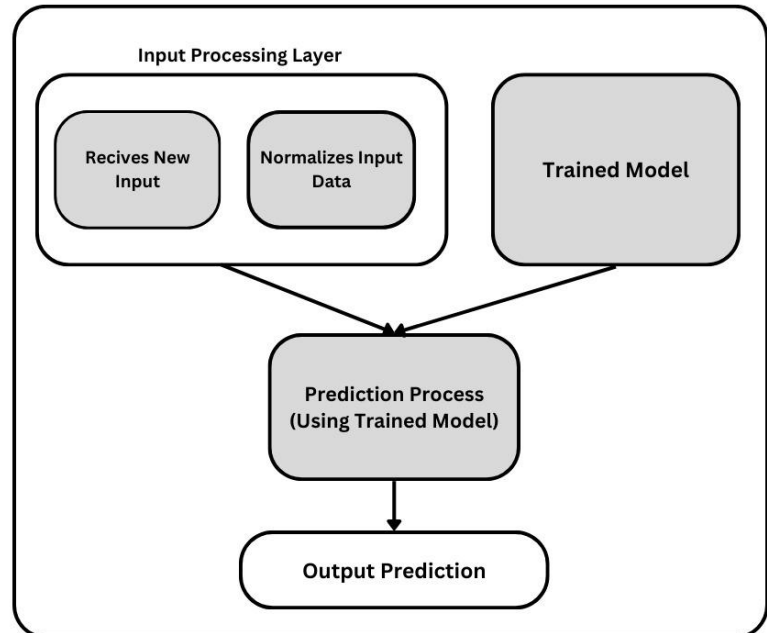 Input Processing Layer
Recives New
Input
Normalizes Input
Data
Trained Model
Prediction Process
(Using Trained Model)
Output Prediction